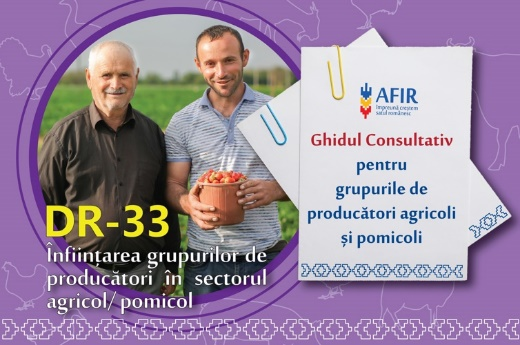 DR-33
Înființarea grupurilor de
producători în sectorul
agricol/ pomicol
AFIR
împreună creștem
satul românesc
Ghidul Consultativ
pentru
grupurile de
producători agricoli
și pomicoli